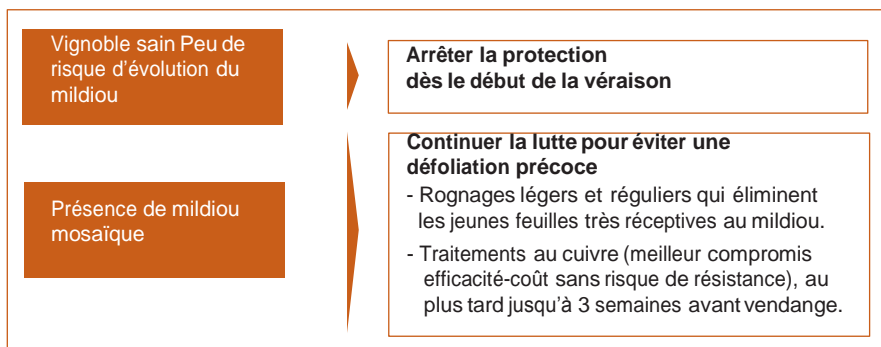 Vignoble sain Peu de
risque d'évolution du
mildiou
Arrêter la protection
dès le début de la véraison
Présence de mildiou
mosaïque
Continuer la lutte pour éviter une
défoliation précoce
- Rognages légers et réguliers qui éliminent
les jeunes feuilles très réceptives au mildiou.
- Traitements au cuivre (meilleur compromis
efficacité-coût sans risque de résistance), au
plus tard jusqu'à 3 semaines avant vendange.